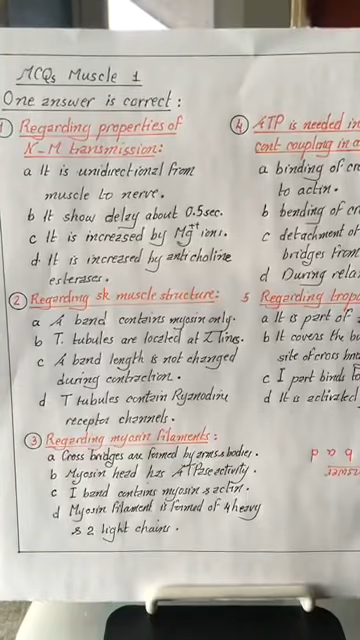 MCQs Muscle 1
One answer is correct:
1 Regarding properties of
N-M transmission:
a It is unidirectional from
muscle to nerve.
b It show delay about 0.5sec.
c It is increased by Mg++ ions.
d It is increased by anticholine
esterases.
2 Regarding sk muscle structure:
a A band contains myosin only.
b T. tubules are located at Z lines.
c A band length is not changed
during contraction.
d T tubules contain Ryanodine
receptor channels.
3 Regarding myosin filaments:
a Cross bridges are formed by arms & bodies.
b Myosin head has ATPase activity.
c I band contains myosin & actin.
d Myosin filament is formed of 4 heavy
& 2 light chains.
4 ATP is needed in
cont coupling in a
a binding of cr
to actin.
b bending of cr
c detachment of
bridges from
d During rela
5 Regarding trop
a It is part of
b It covers the bi
site of cross
c I part binds to
d It is activated